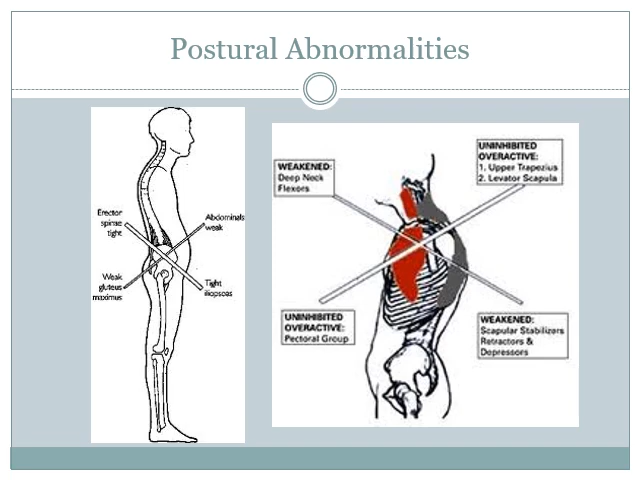 Postural Abnormalities
Erector
spinae
tight
Abdominals
weak
Weak
gluteus
maximus
Tight
iliopsoas
WEAKENED:
Deep Neck
Flexors
UNINHIBITED
OVERACTIVE:
1. Upper Trapezius
2. Levator Scapula
UNINHIBITED
OVERACTIVE:
Pectoral Group
WEAKENED:
Scapular Stabilizers
Retractors &
Depressors